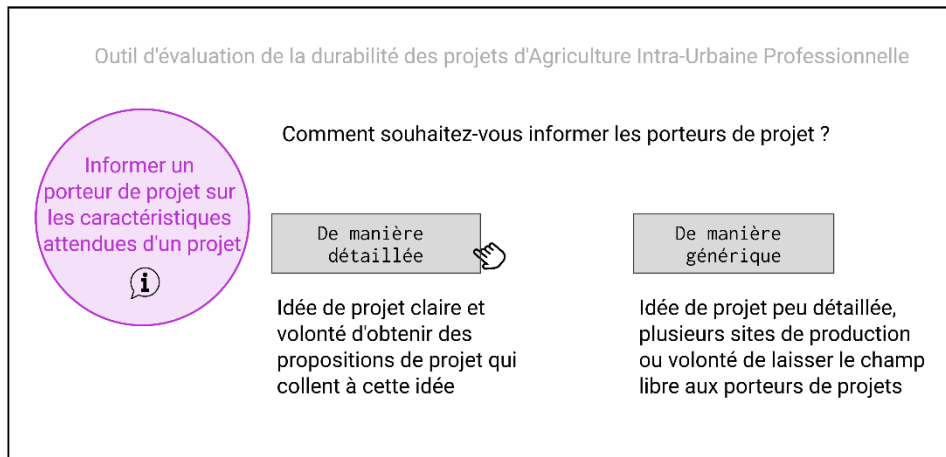 Outil d'évaluation de la durabilité des projets d'Agriculture Intra-Urbaine Professionnelle
Informer un
porteur de projet sur
les caractéristiques
attendues d'un projet
i
Comment souhaitez-vous informer les porteurs de projet ?
De manière
détaillée
Idée de projet claire et
volonté d'obtenir des
propositions de projet qui
collent à cette idée
De manière
générique
Idée de projet peu détaillée,
plusieurs sites de production
ou volonté de laisser le champ
libre aux porteurs de projets